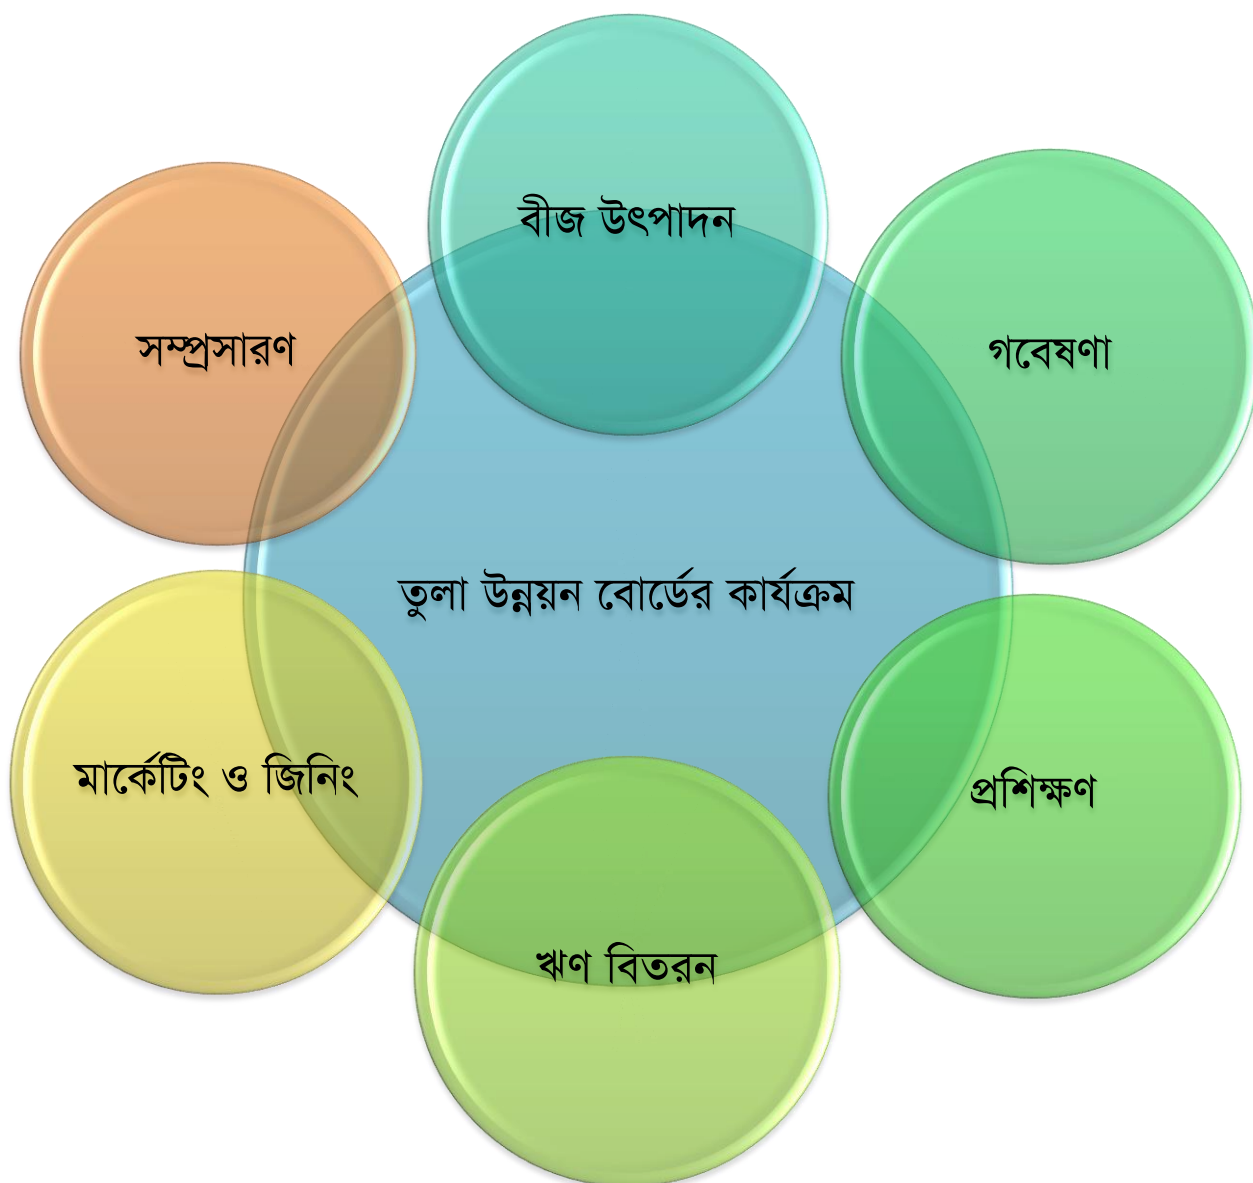 বীজ উৎপাদন
সম্প্রসারণ
গবেষণা
তুলা উন্নয়ন বোর্ডের কার্যক্রম
মার্কেটিং ও জিনিং
প্রশিক্ষণ
ঋণ বিতরন